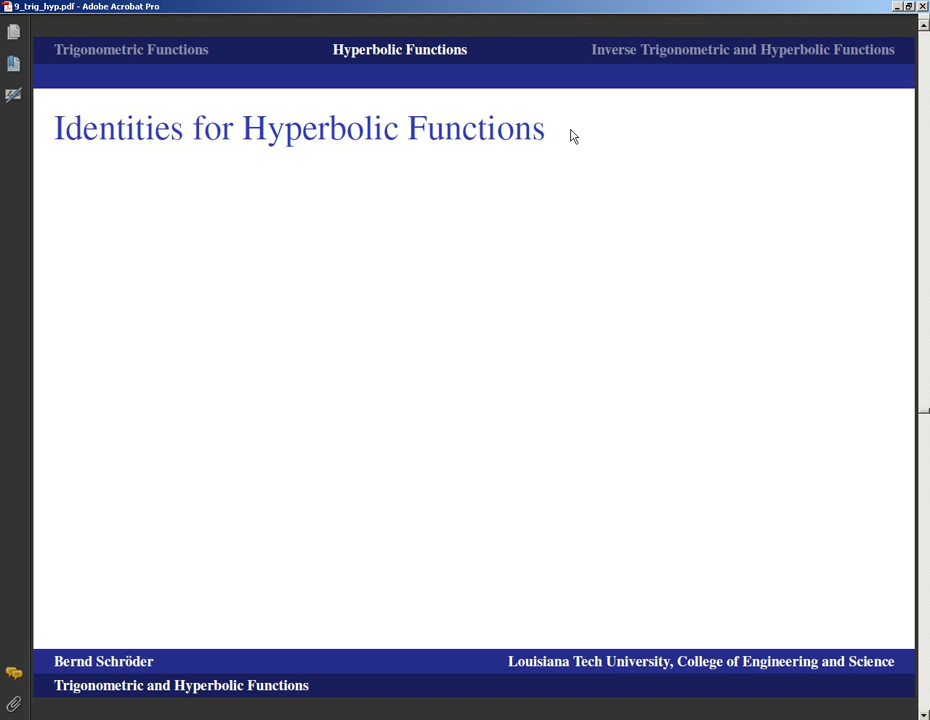 9_trig_hyp.pdf - Adobe Acrobat Pro
Trigonometric Functions Hyperbolic Functions Inverse Trigonometric and Hyperbolic Functions
Identities for Hyperbolic Functions
Bernd Schröder Louisiana Tech University, College of Engineering and Science
Trigonometric and Hyperbolic Functions